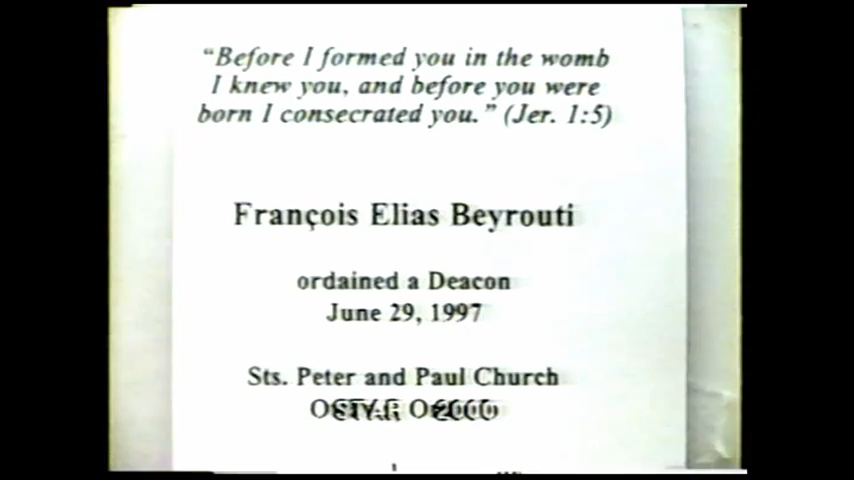 “Before I formed you in the womb
I knew you, and before you were
born I consecrated you.” (Jer. 1:5)
François Elias Beyrouti
ordained a Deacon
June 29, 1997
Sts. Peter and Paul Church